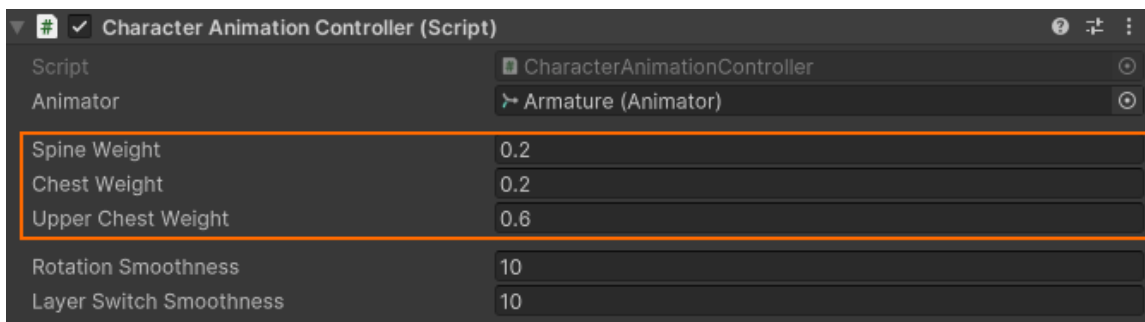 Character Animation Controller (Script)
Script CharacterAnimationController
Animator Armature (Animator)
Spine Weight 0.2
Chest Weight 0.2
Upper Chest Weight 0.6
Rotation Smoothness 10
Layer Switch Smoothness 10